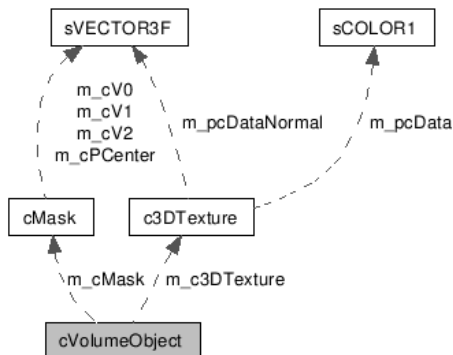 sVECTOR3F
sCOLOR1
m_cV0
m_cV1
m_cV2
m_cPCenter
m_pcDataNormal
m_pcData
cMask
c3DTexture
m_cMask
m_c3DTexture
cVolumeObject